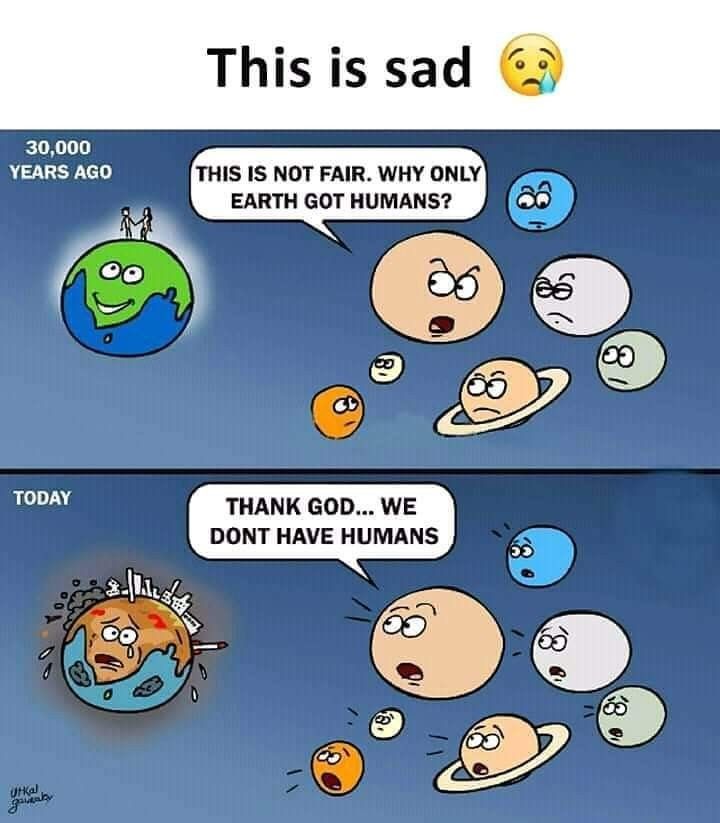 This is sad 😢
30,000
YEARS AGO
THIS IS NOT FAIR. WHY ONLY
EARTH GOT HUMANS?
TODAY
THANK GOD... WE
DONT HAVE HUMANS
Utkal